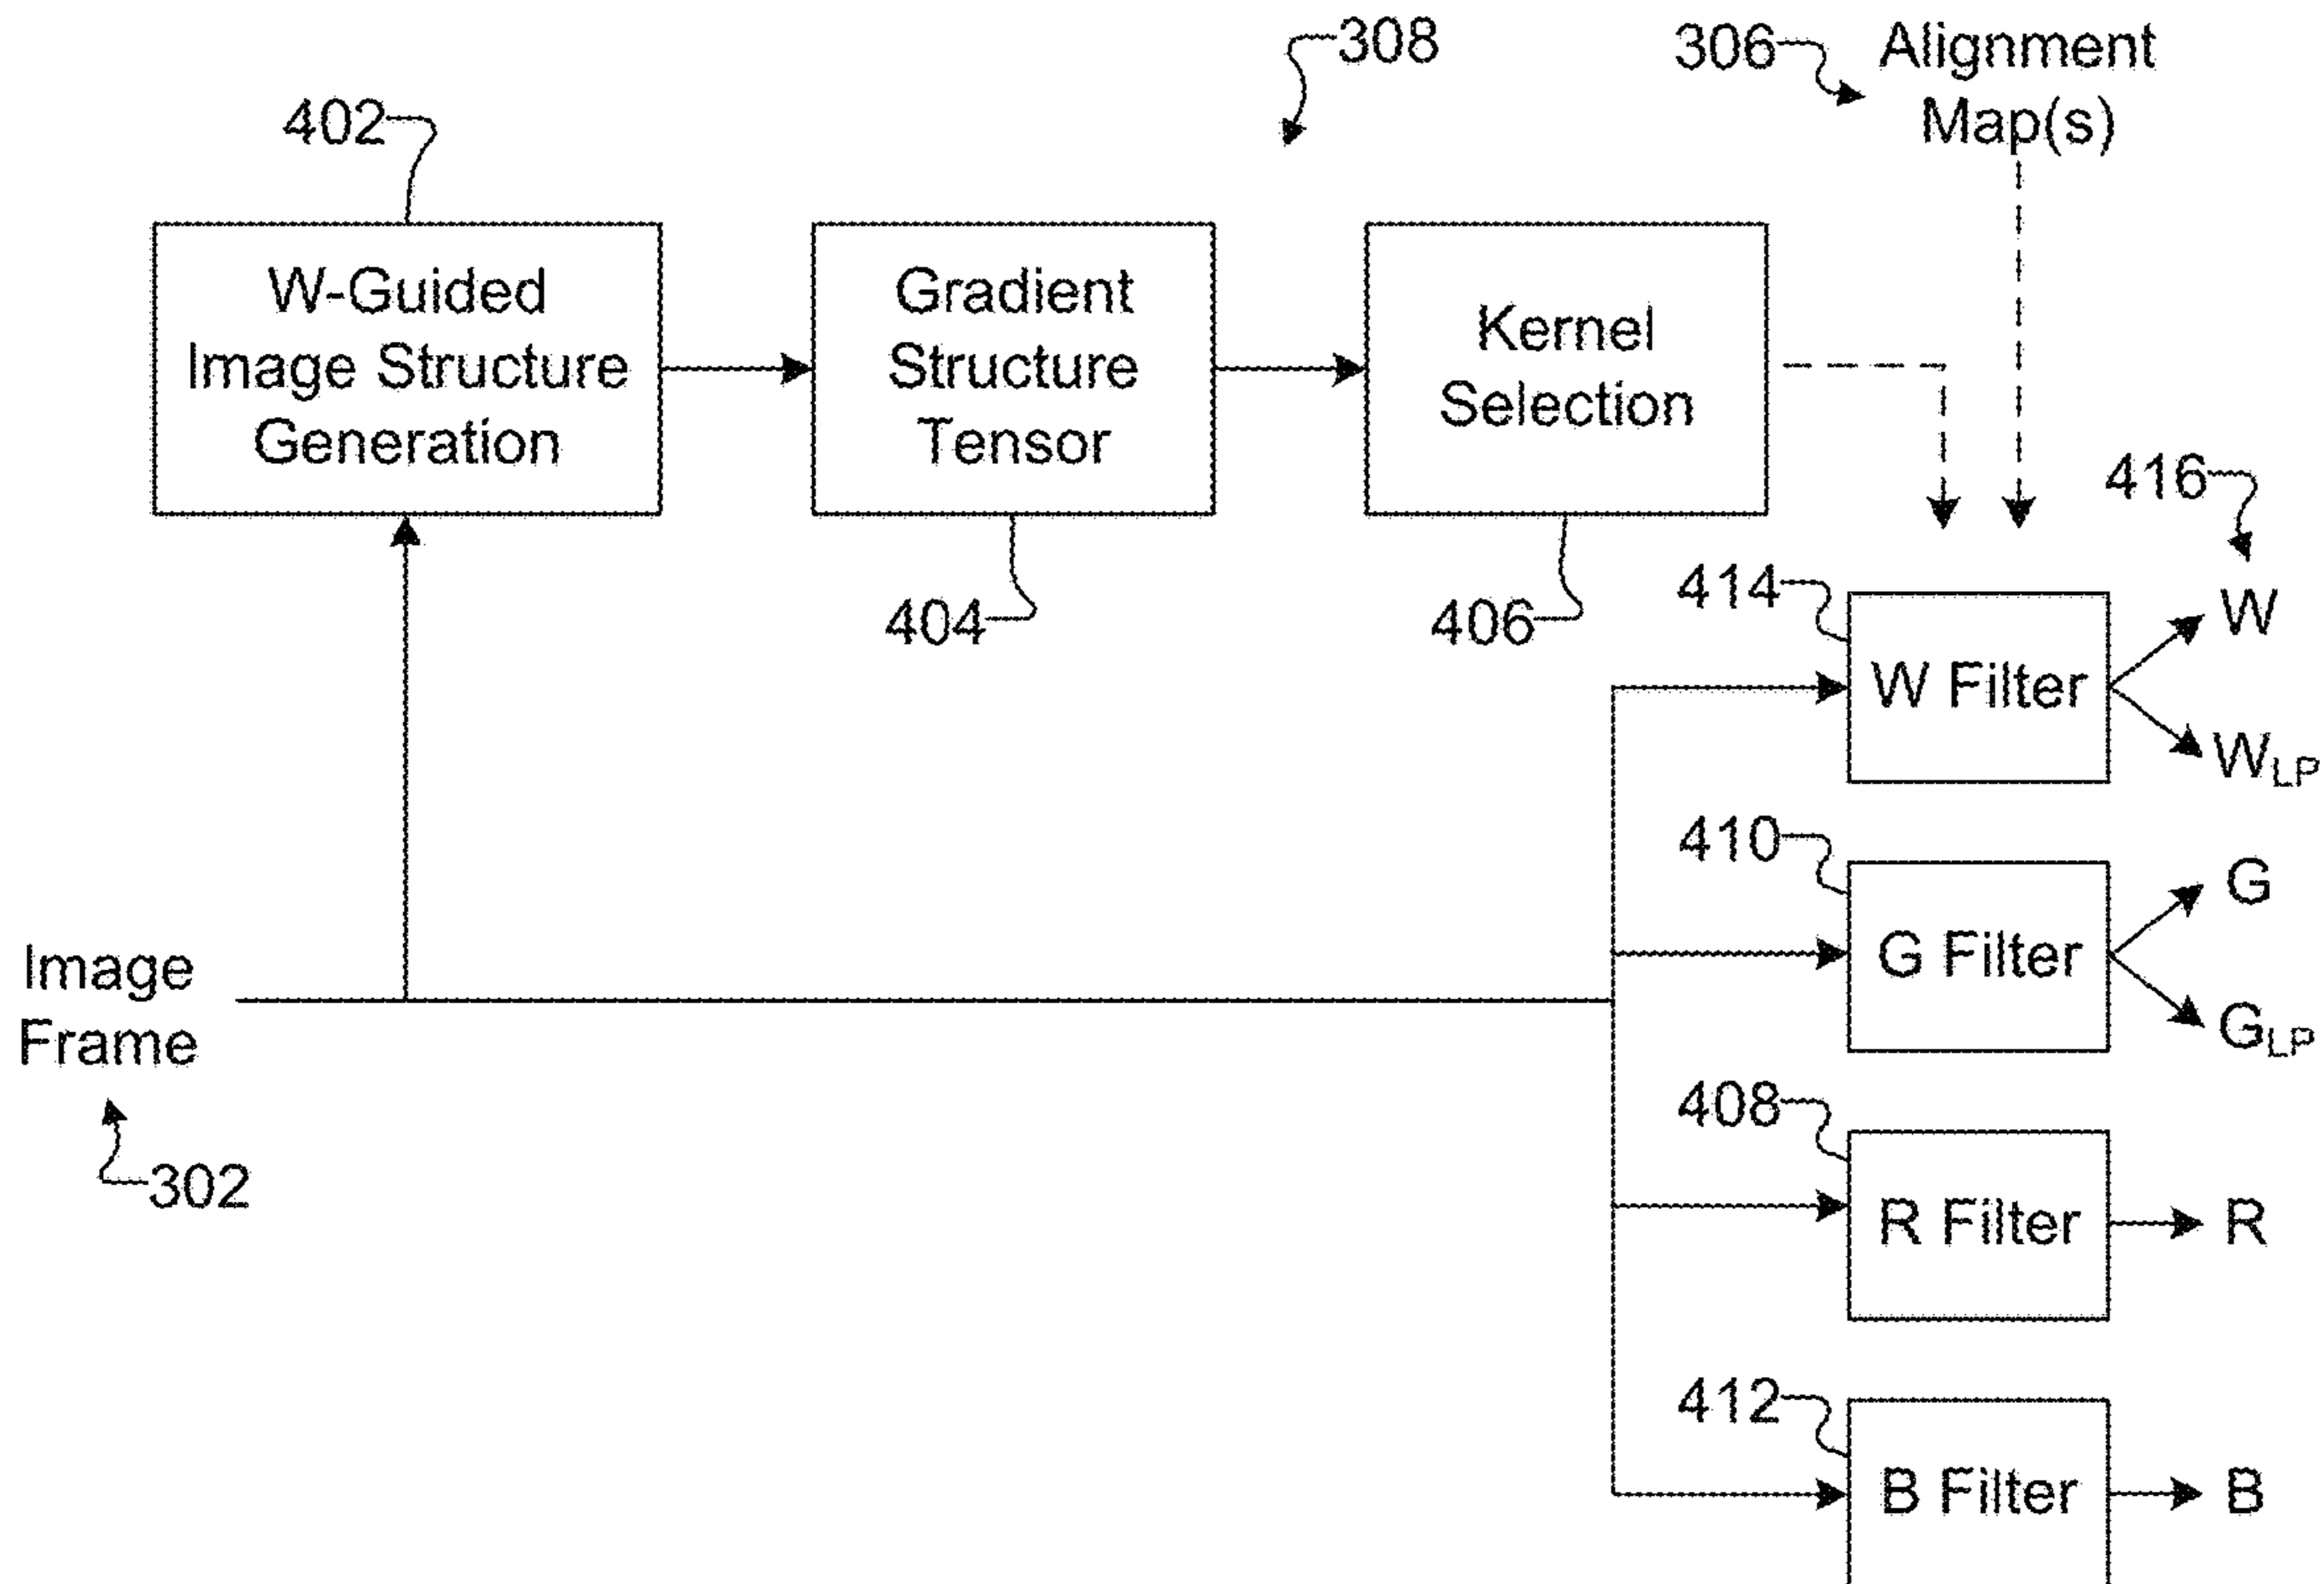 308
306
Alignment
Map(s)
402
W-Guided
Image Structure
Generation
Gradient
Structure
Tensor
Kernel
Selection
404
406
416
414
W Filter
W
WLP
410
G Filter
G
GLP
Image
Frame
302
408
R Filter
R
412
B Filter
B